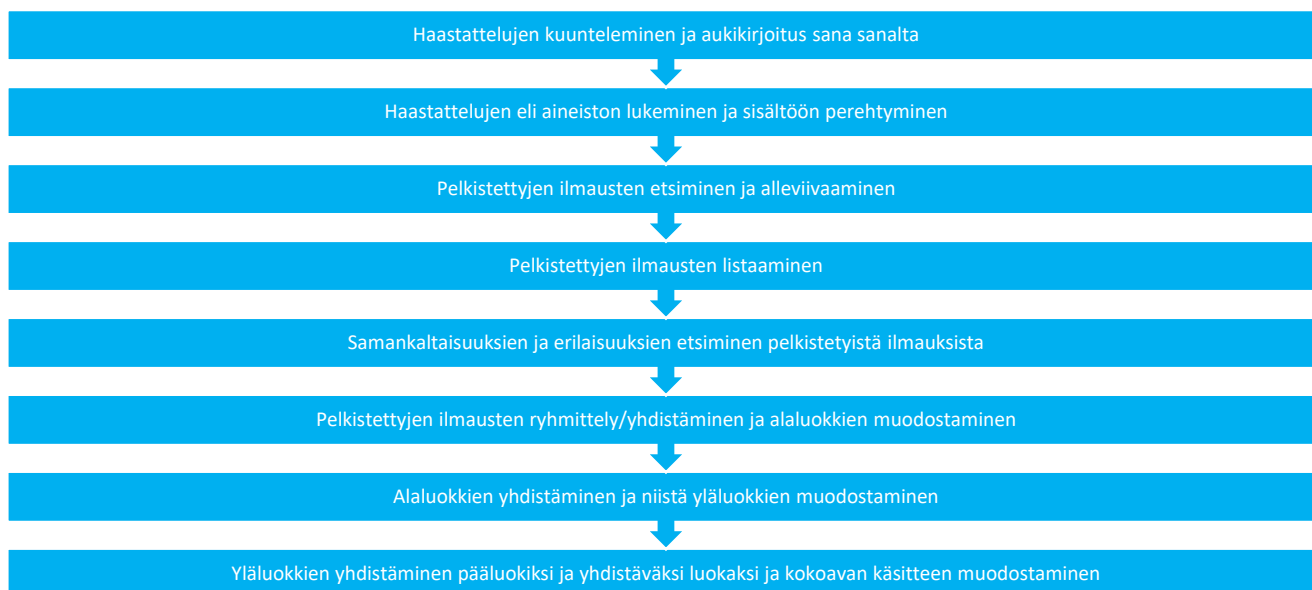 Haastattelujen kuunteleminen ja aukikirjoitus sana sanalta
Haastattelujen eli aineiston lukeminen ja sisältöön perehtyminen
Pelkistettyjen ilmausten etsiminen ja alleviivaaminen
Pelkistettyjen ilmausten listaaminen
Samankaltaisuuksien ja erilaisuuksien etsiminen pelkistetyistä ilmauksista
Pelkistettyjen ilmausten ryhmittely/yhdistäminen ja alaluokkien muodostaminen
Alaluokkien yhdistäminen ja niistä yläluokkien muodostaminen
Yläluokkien yhdistäminen pääluokiksi ja yhdistäväksi luokaksi ja kokoavan käsitteen muodostaminen